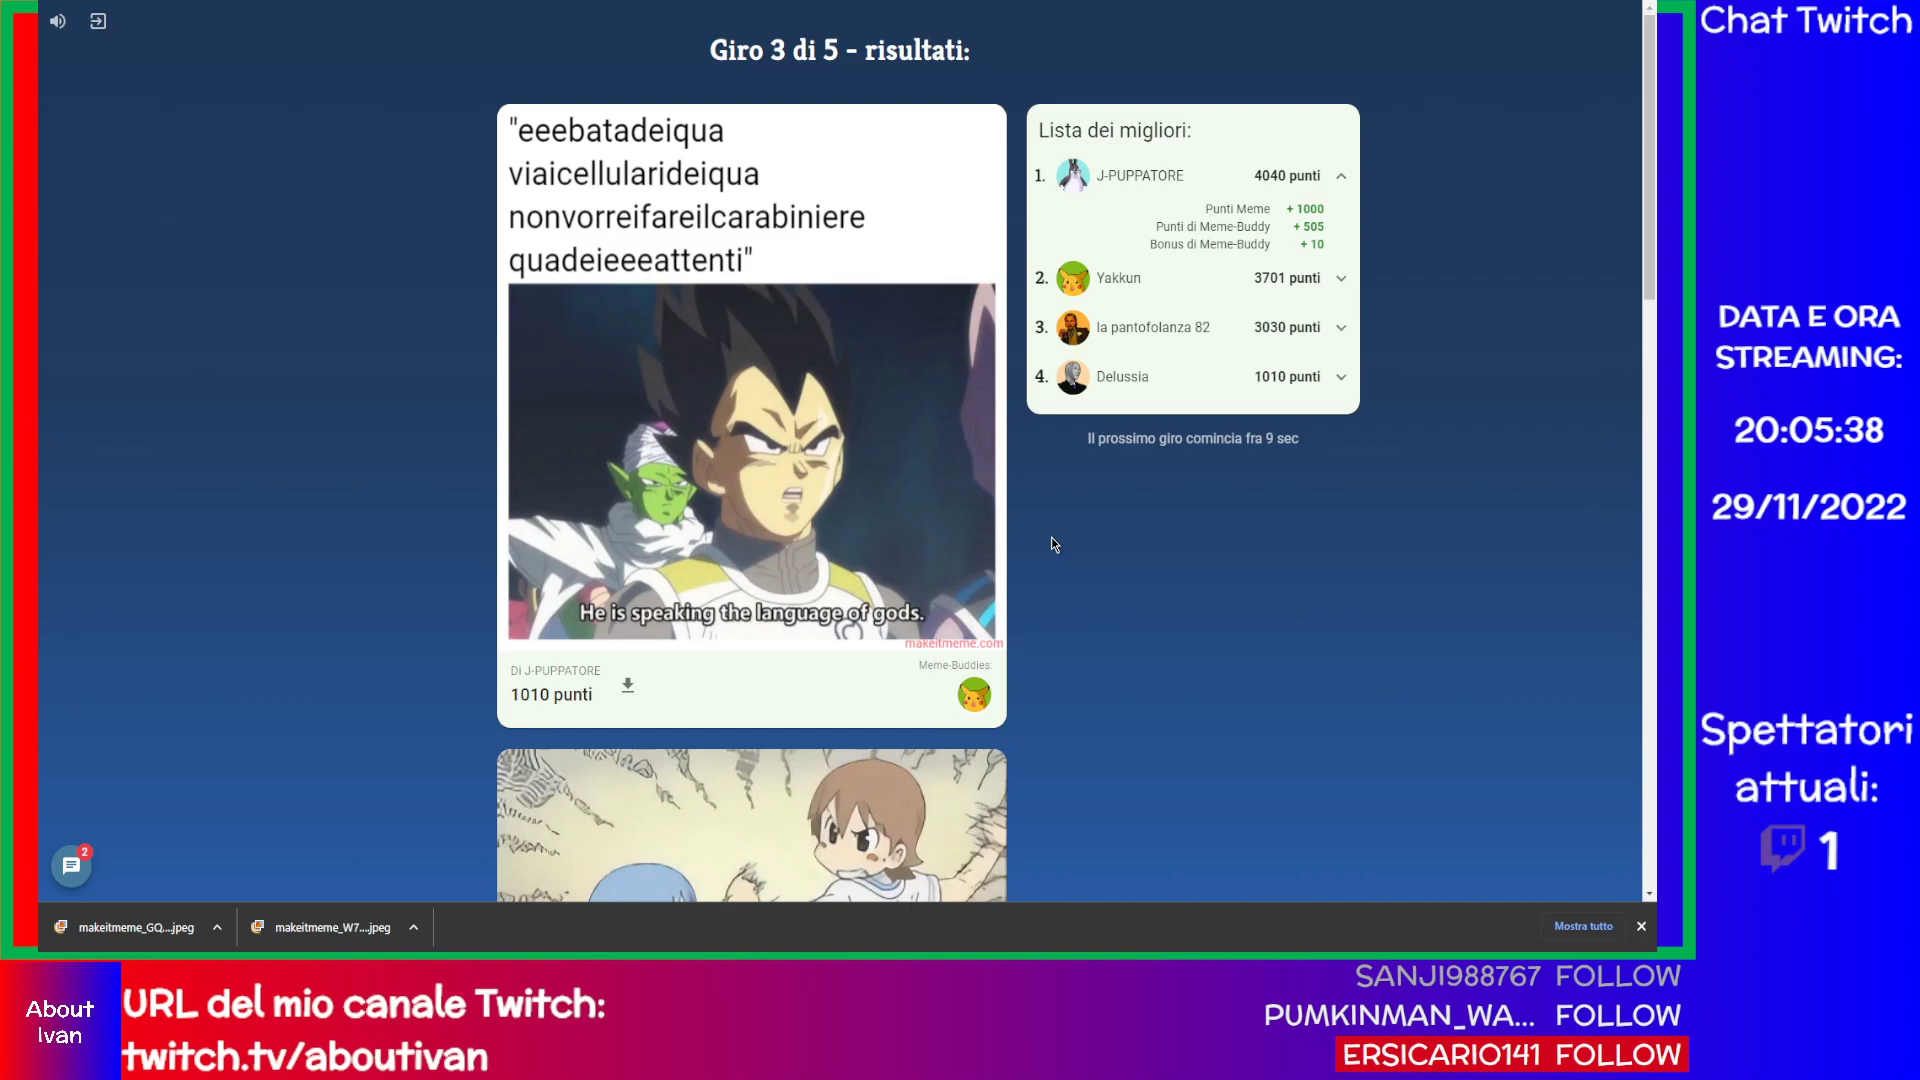 Giro 3 di 5 - risultati:
"eeebatadeiqua
viaicellularideiqua
nonvorreifareilcarabiniere
quadeieeeattenti"
He is speaking the language of gods.
makeitmeme.com
Di J-PUPPATORE
1010 punti
Meme-Buddies:
Lista dei migliori:
1. J-PUPPATORE 4040 punti
Punti Meme + 1000
Punti di Meme-Buddy + 505
Bonus di Meme-Buddy + 10
2. Yakkun 3701 punti
3. la pantofolanza 82 3030 punti
4. Delussia 1010 punti
Il prossimo giro comincia fra 9 sec
2
makeitmeme_GQ....jpeg
makeitmeme_W7....jpeg
Mostra tutto
Chat Twitch
DATA E ORA
STREAMING:
20:05:38
29/11/2022
Spettatori
attuali:
1
About
Ivan
URL del mio canale Twitch:
twitch.tv/aboutivan
SANJI988767 FOLLOW
PUMKINMAN_WA... FOLLOW
ERSICARIO141 FOLLOW